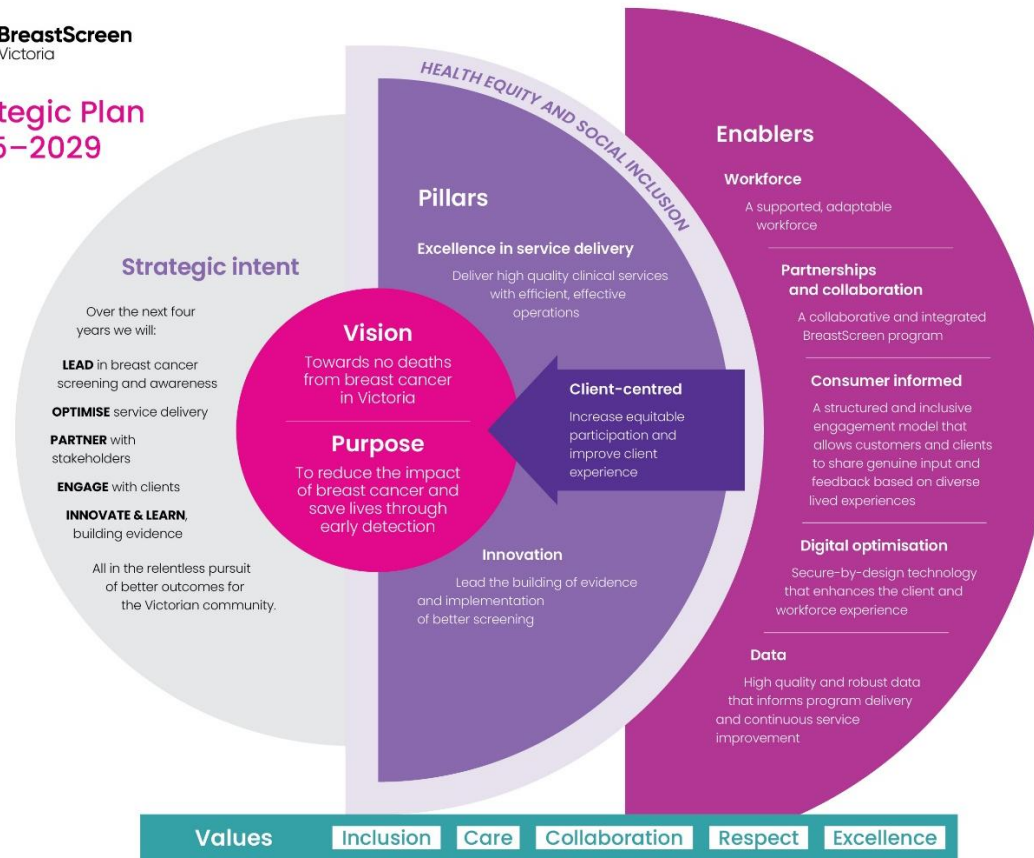 BreastScreen
Victoria
tegic Plan
–2029
Strategic intent
Over the next four
years we will:
LEAD in breast cancer
screening and awareness
OPTIMISE service delivery
PARTNER with
stakeholders
ENGAGE with clients
INNOVATE & LEARN,
building evidence
All in the relentless pursuit
of better outcomes for
the Victorian community.
Vision
Towards no deaths
from breast cancer
in Victoria
Purpose
To reduce the impact
of breast cancer and
save lives through
early detection
HEALTH EQUITY AND SOCIAL INCLUSION
Pillars
Excellence in service delivery
Deliver high quality clinical services
with efficient, effective
operations
Client-centred
Increase equitable
participation and
improve client
experience
Innovation
Lead the building of evidence
and implementation
of better screening
Enablers
Workforce
A supported, adaptable
workforce
Partnerships
and collaboration
A collaborative and integrated
BreastScreen program
Consumer informed
A structured and inclusive
engagement model that
allows customers and clients
to share genuine input and
feedback based on diverse
lived experiences
Digital optimisation
Secure-by-design technology
that enhances the client and
workforce experience
Data
High quality and robust data
that informs program delivery
and continuous service
improvement
Values Inclusion Care Collaboration Respect Excellence